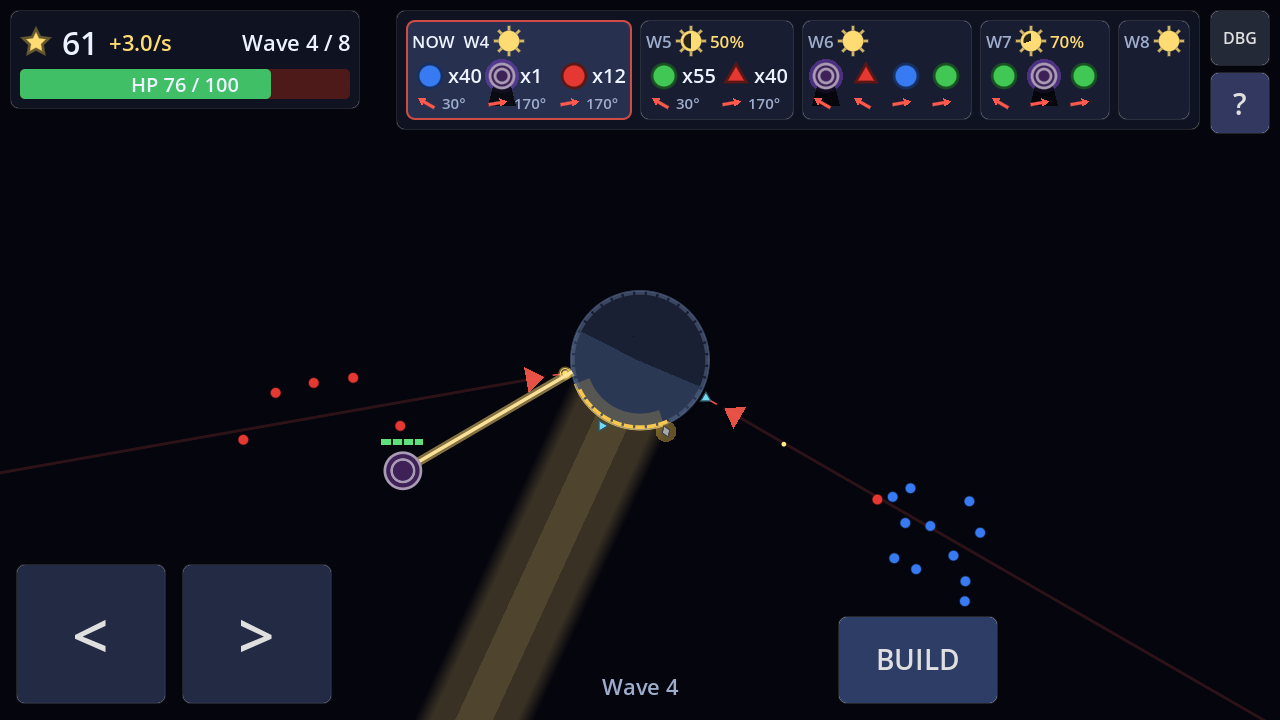 61 +3.0/s Wave 4 / 8
HP 76 / 100
NOW W4
x40 x1 x12
30° 170° 170°
W5 50%
x55 x40
30° 170°
W6
W7 70%
W8
DBG
?
< >
BUILD
Wave 4